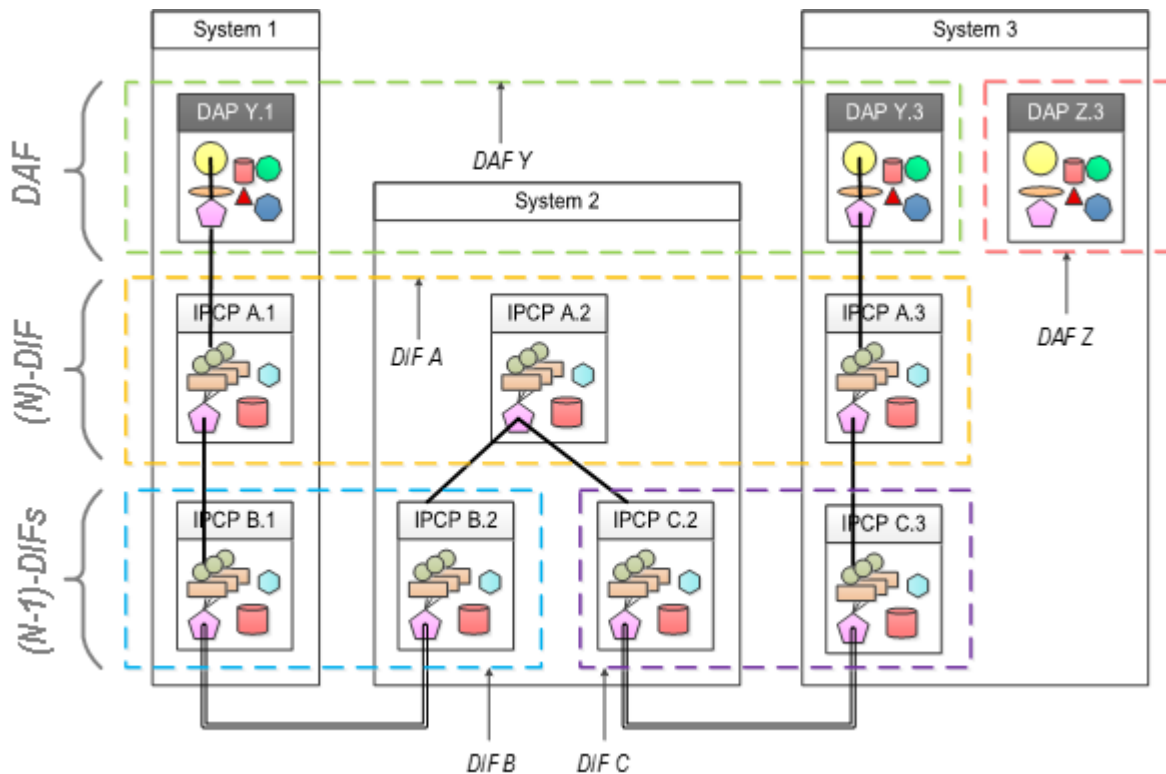 System 1
System 3
DAF
DAP Y.1
DAP Y.3
DAP Z.3
DAF Y
System 2
(N)-DIF
IPCP A.1
IPCP A.2
IPCP A.3
DIF A
DAF Z
(N-1)-DIFs
IPCP B.1
IPCP B.2
IPCP C.2
IPCP C.3
DIF B
DIF C